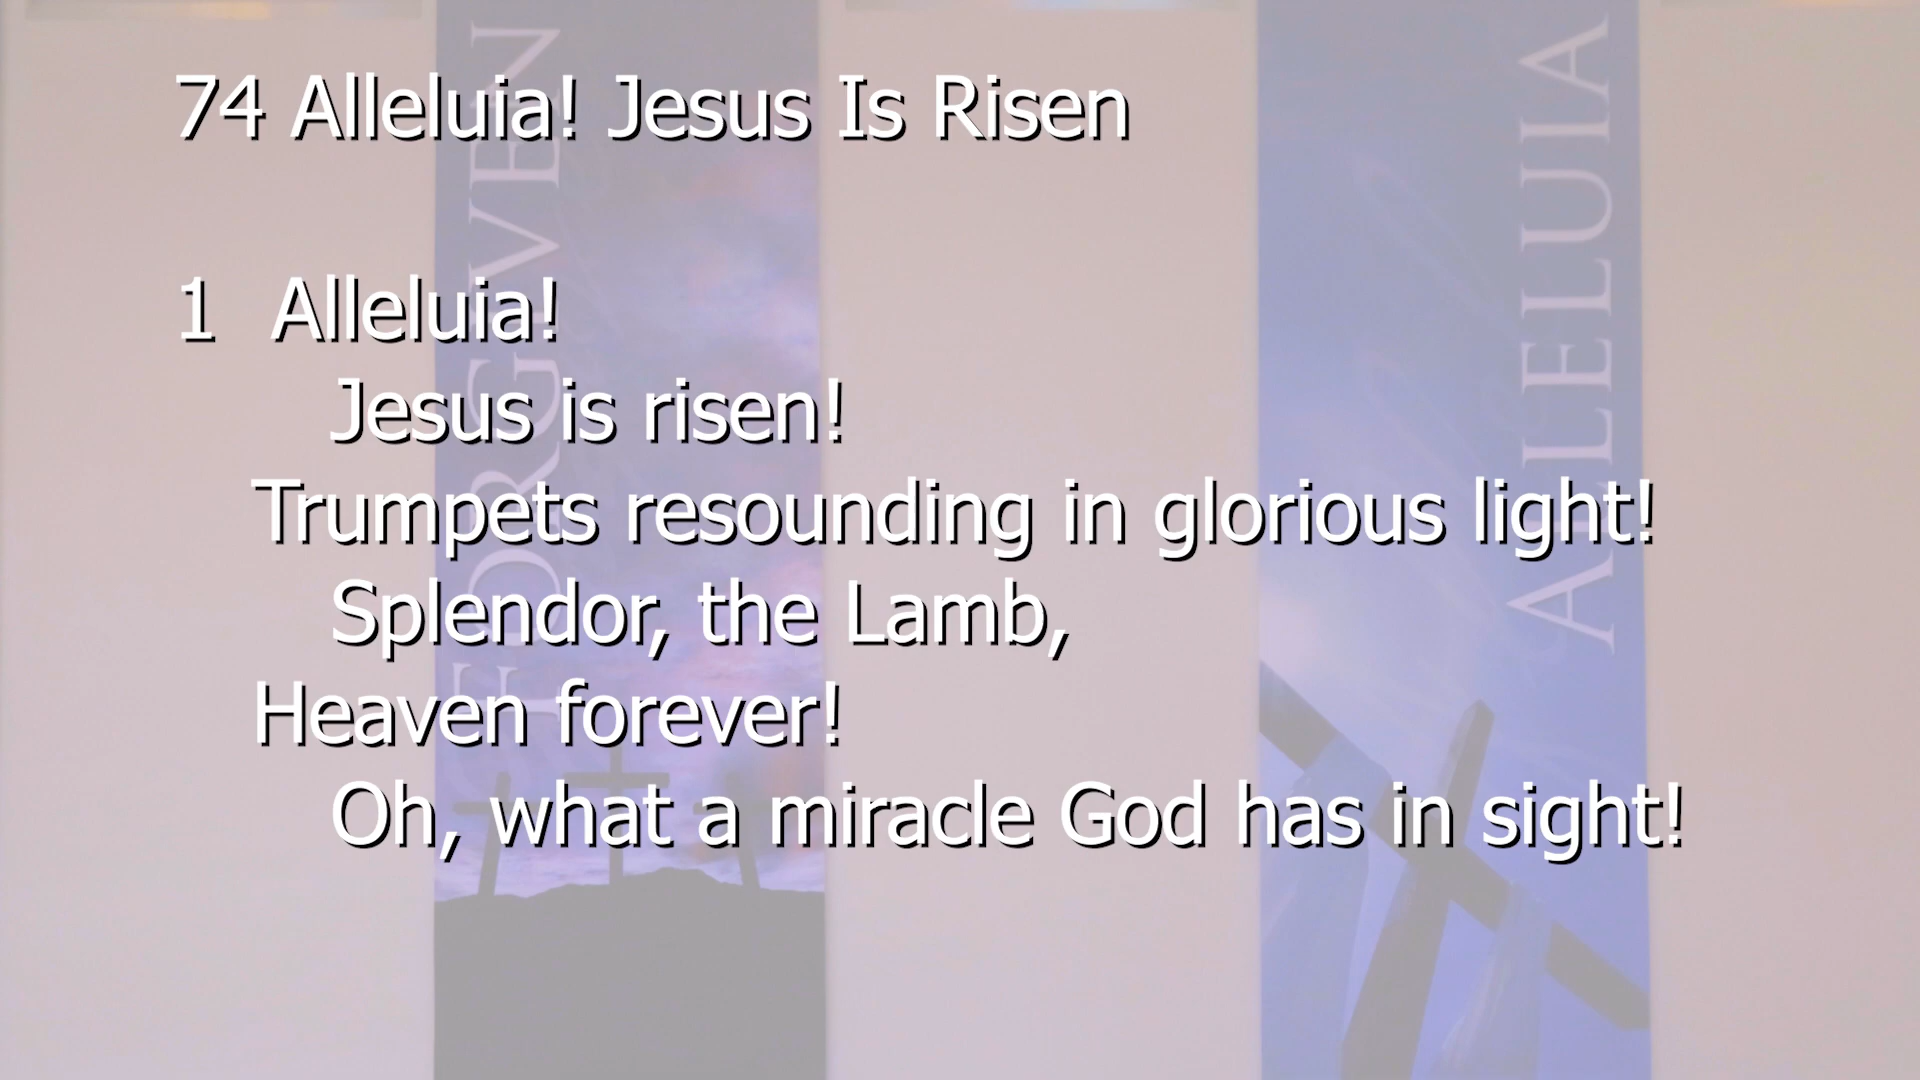 74 Alleluia! Jesus Is Risen
1 Alleluia!
Jesus is risen!
Trumpets resounding in glorious light!
Splendor, the Lamb,
Heaven forever!
Oh, what a miracle God has in sight!
FORGIVEN
ALLELUIA